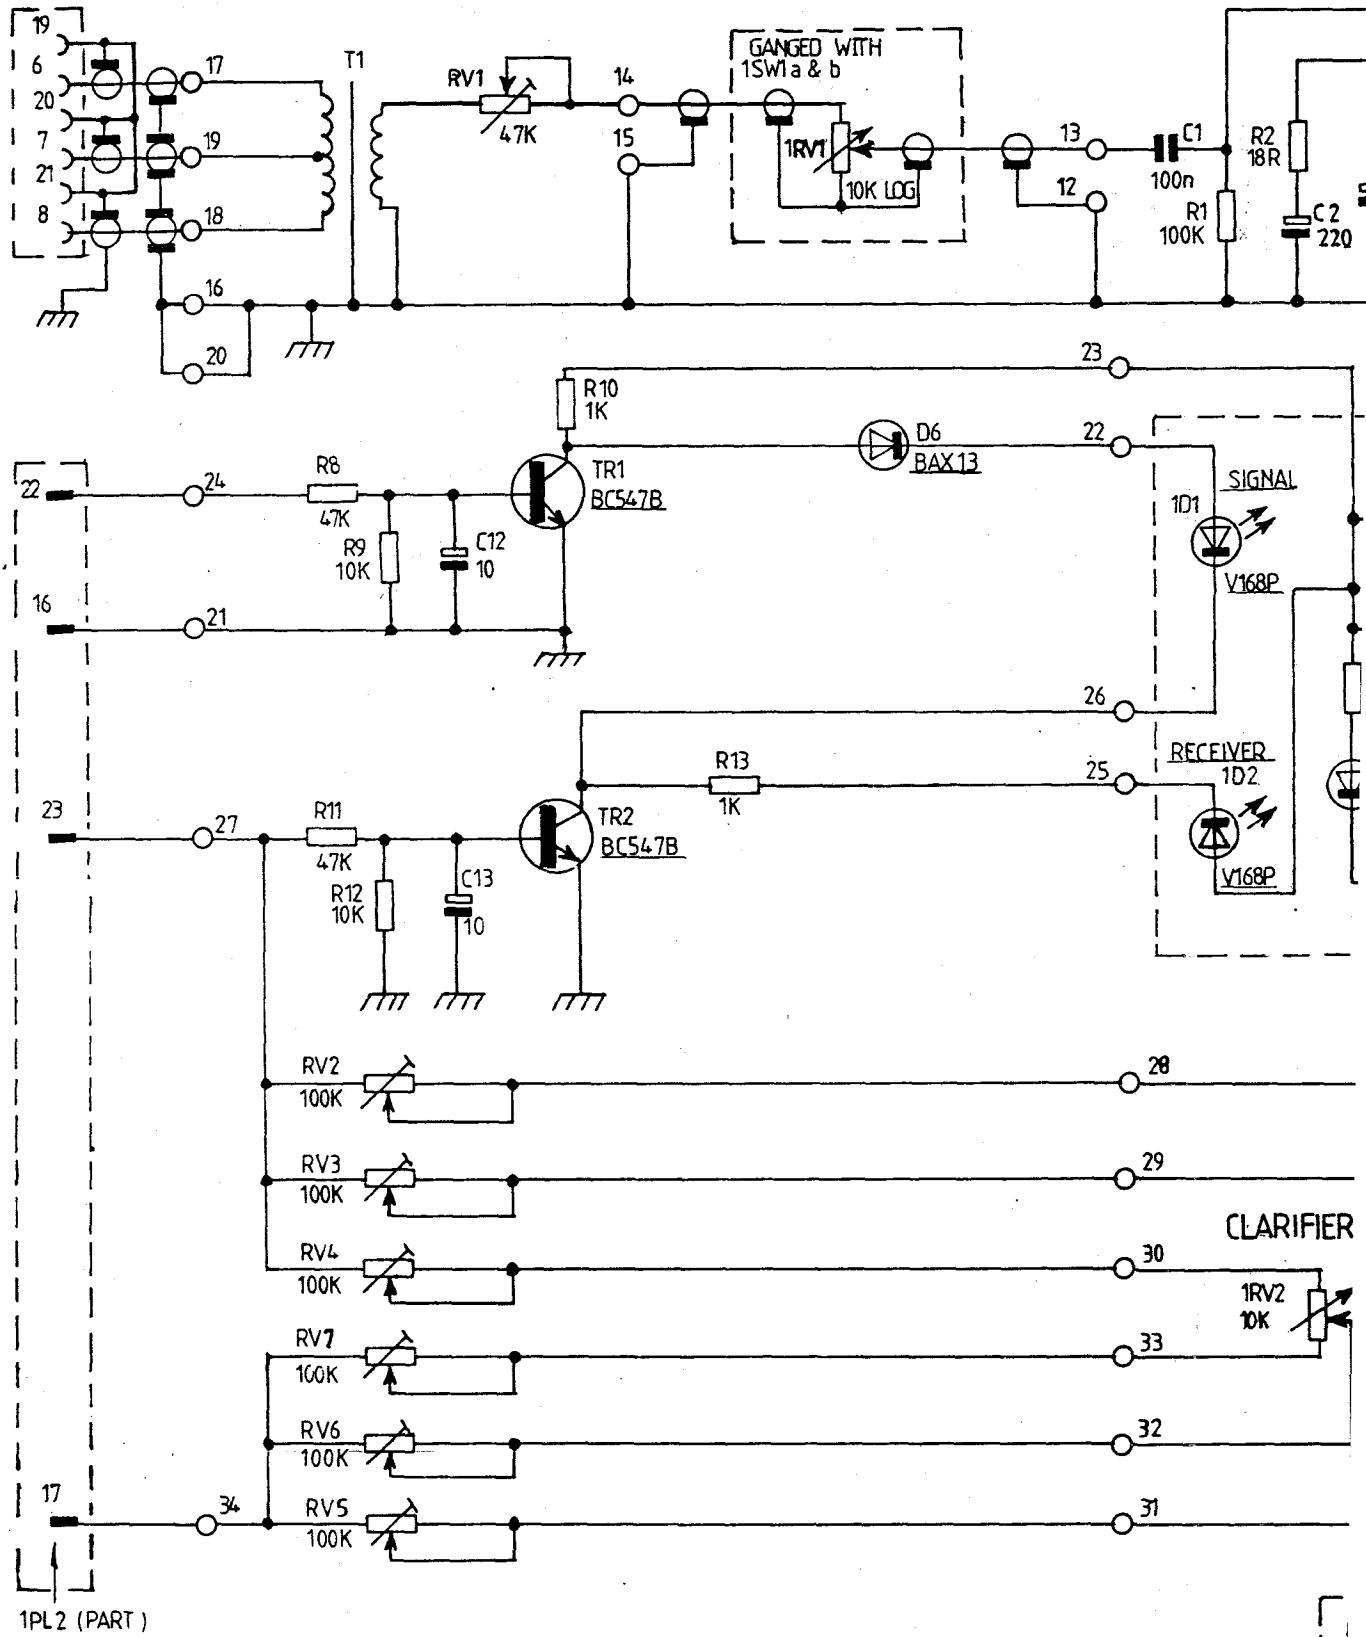 19
6
20
7
21
8
17
19
18
16
20
T1
RV1
47K
14
15
GANGED WITH
1SW1 a & b
1RV1
10K LOG
13
12
C1
100n
R1
100K
R2
18R
C2
220
23
R10
1K
22
D6
BAX13
22
24
R8
47K
TR1
BC547B
SIGNAL
1D1
V168P
R9
10K
C12
10
16
21
26
RECEIVER
1D2
V168P
R13
1K
25
23
27
R11
47K
TR2
BC547B
R12
10K
C13
10
RV2
100K
28
RV3
100K
29
CLARIFIER
RV4
100K
30
1RV2
10K
RV7
100K
33
RV6
100K
32
17
34
RV5
100K
31
1PL2 (PART)